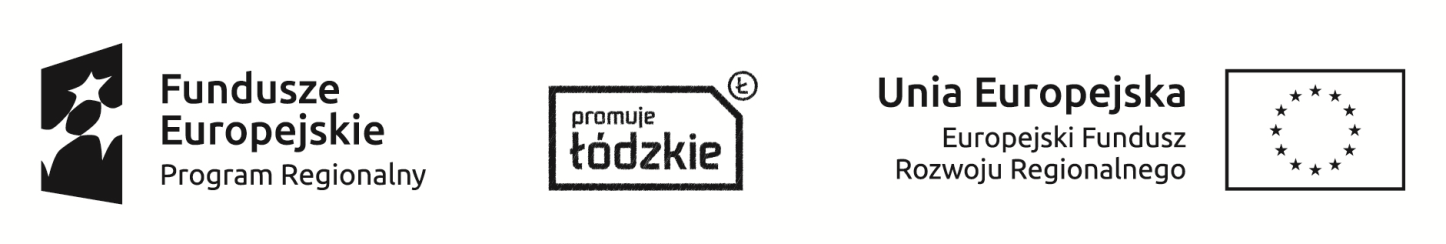 Fundusze
Europejskie
Program Regionalny
promuje
łódzkie
Ł
Unia Europejska
Europejski Fundusz
Rozwoju Regionalnego